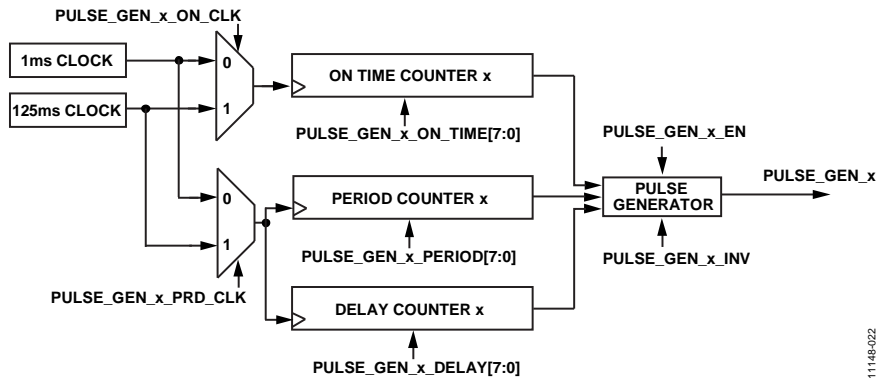 PULSE_GEN_x_ON_CLK
1ms CLOCK
0
ON TIME COUNTER x
125ms CLOCK
1
PULSE_GEN_x_ON_TIME[7:0]
PULSE_GEN_x_EN
PULSE_GEN_x
0
PERIOD COUNTER x
PULSE
GENERATOR
1
PULSE_GEN_x_PERIOD[7:0]
PULSE_GEN_x_INV
PULSE_GEN_x_PRD_CLK
DELAY COUNTER x
PULSE_GEN_x_DELAY[7:0]
11148-022